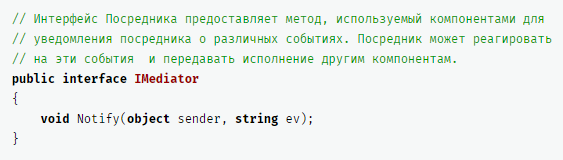 // Интерфейс Посредника предоставляет метод, используемый компонентами для
// уведомления посредника о различных событиях. Посредник может реагировать
// на эти события  и передавать исполнение другим компонентам.
public interface IMediator
{
    void Notify(object sender, string ev);
}